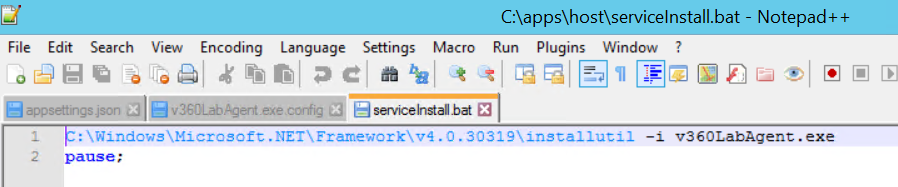 C:\apps\host\serviceInstall.bat - Notepad++
File Edit Search View Encoding Language Settings Macro Run Plugins Window ?
appsettings.json v360LabAgent.exe.config serviceInstall.bat
1 C:\Windows\Microsoft.NET\Framework\v4.0.30319\installutil -i v360LabAgent.exe
2 pause;